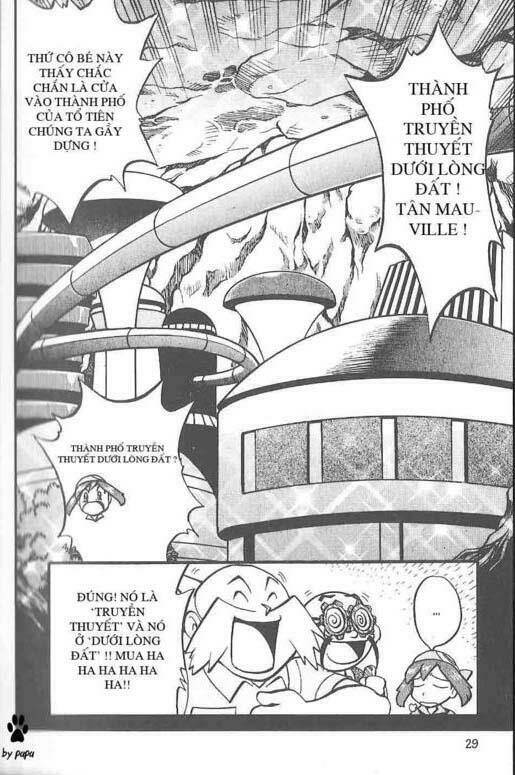 THÀNH
PHỐ
TRUYỀN
THUYẾT
DƯỚI LÒNG
ĐẤT !
TÂN MAU-
VILLE !
THỨ CÔ BÉ NÀY
THẤY CHẮC
CHẮN LÀ CỬA
VÀO THÀNH PHỐ
CỦA TỔ TIÊN
CHÚNG TA GẦY
DỰNG !
THÀNH PHỐ TRUYỀN
THUYẾT DƯỚI LÒNG ĐẤT ?
...
ĐÚNG! NÓ LÀ
‘TRUYỀN
THUYẾT’ VÀ NÓ
Ở ‘DƯỚI LÒNG
ĐẤT’ !! MUA HA
HA HA HA HA
HA!!
29
by papa